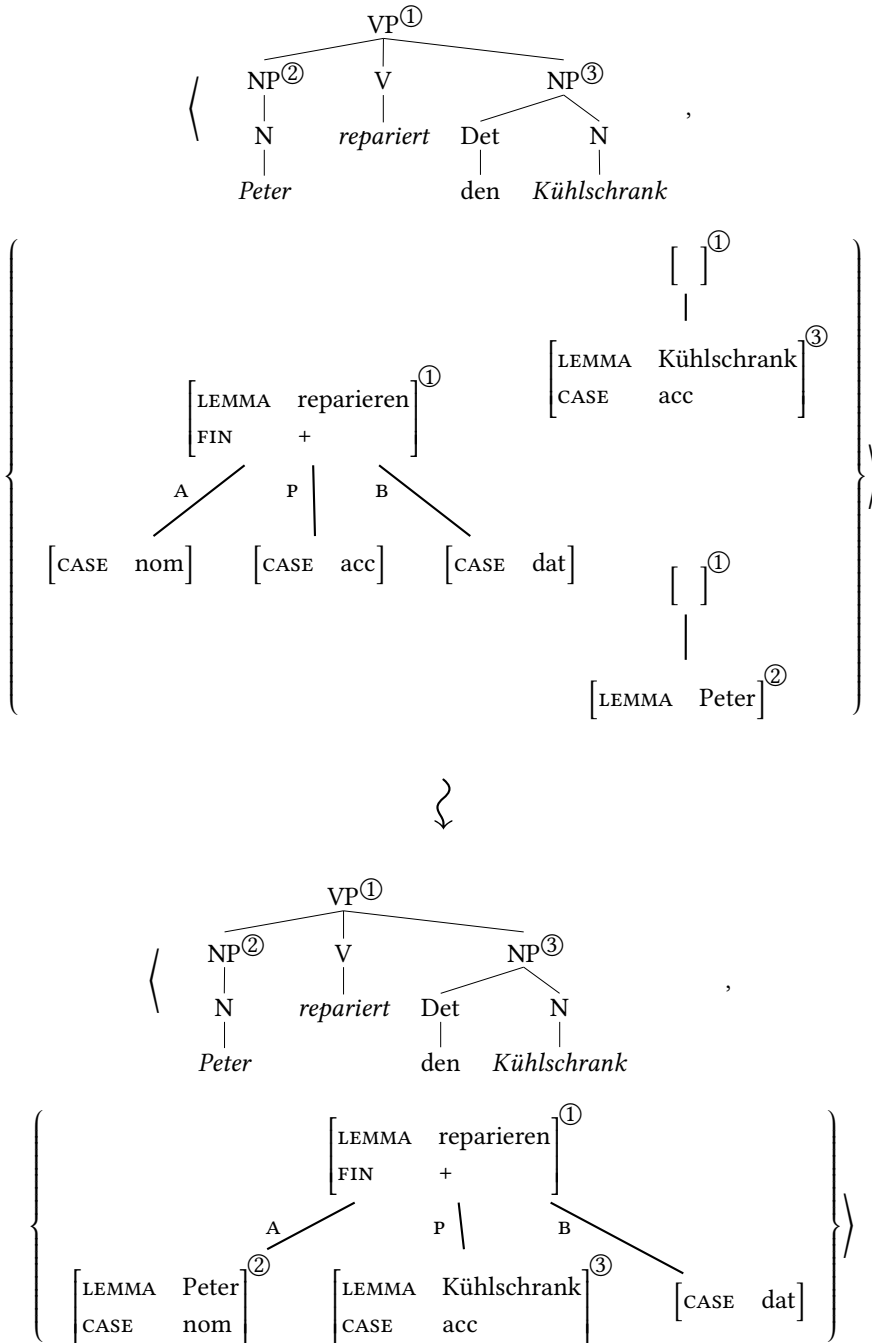 VP①
NP② V NP③
N repariert Det N
Peter den Kühlschrank
⟨ ,
[ ]①
[LEMMA Kühlschrank
CASE acc]③
[LEMMA reparieren
FIN +]①
A P B
[CASE nom] [CASE acc] [CASE dat]
[ ]①
[LEMMA Peter]②
⟩
VP①
NP② V NP③
N repariert Det N
Peter den Kühlschrank
⟨ ,
[LEMMA reparieren
FIN +]①
A P B
[LEMMA Peter]② [LEMMA Kühlschrank]③ [CASE dat]
CASE nom CASE acc
⟩